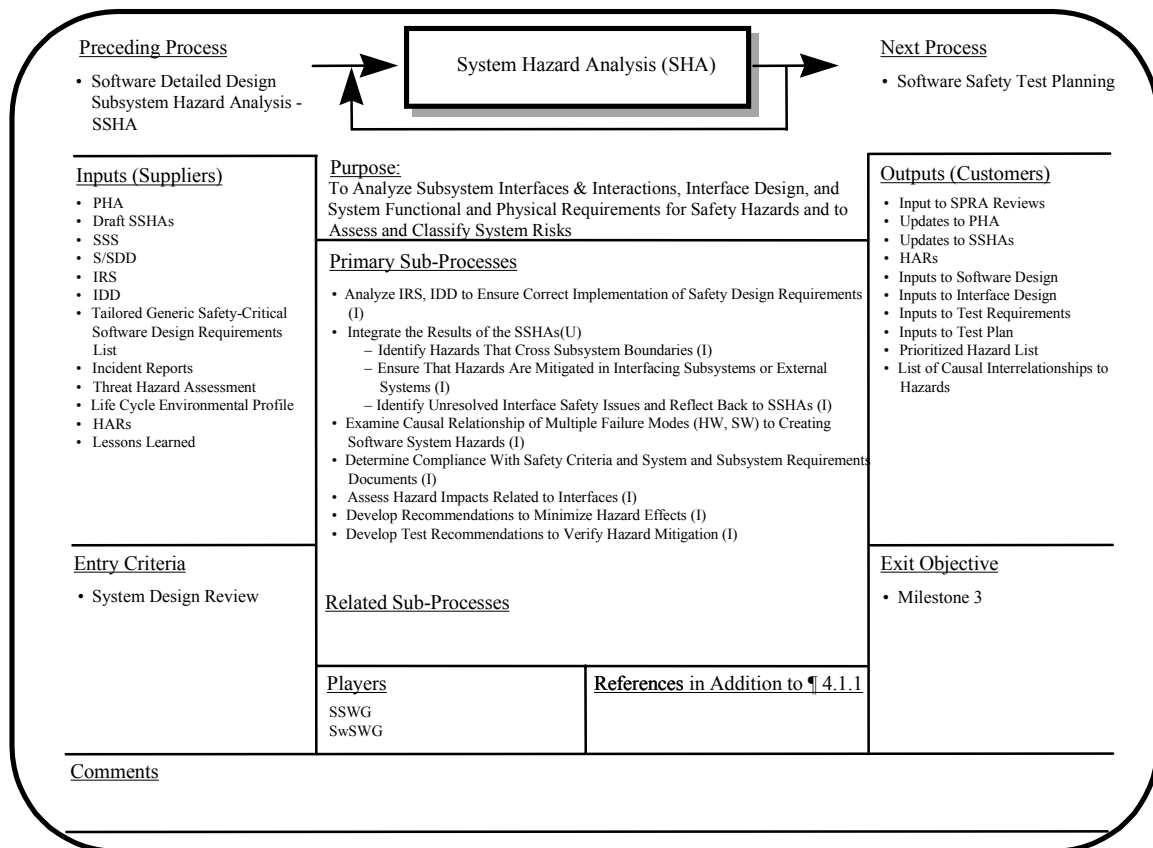 Preceding Process
• Software Detailed Design
Subsystem Hazard Analysis -
SSHA
System Hazard Analysis (SHA)
Next Process
• Software Safety Test Planning
Inputs (Suppliers)
• PHA
• Draft SSHAs
• SSS
• S/SDD
• IRS
• IDD
• Tailored Generic Safety-Critical
Software Design Requirements
List
• Incident Reports
• Threat Hazard Assessment
• Life Cycle Environmental Profile
• HARs
• Lessons Learned
Purpose:
To Analyze Subsystem Interfaces & Interactions, Interface Design, and
System Functional and Physical Requirements for Safety Hazards and to
Assess and Classify System Risks
Primary Sub-Processes
• Analyze IRS, IDD to Ensure Correct Implementation of Safety Design Requirements
(I)
• Integrate the Results of the SSHAs(U)
– Identify Hazards That Cross Subsystem Boundaries (I)
– Ensure That Hazards Are Mitigated in Interfacing Subsystems or External
Systems (I)
– Identify Unresolved Interface Safety Issues and Reflect Back to SSHAs (I)
• Examine Causal Relationship of Multiple Failure Modes (HW, SW) to Creating
Software System Hazards (I)
• Determine Compliance With Safety Criteria and System and Subsystem Requirements
Documents (I)
• Assess Hazard Impacts Related to Interfaces (I)
• Develop Recommendations to Minimize Hazard Effects (I)
• Develop Test Recommendations to Verify Hazard Mitigation (I)
Related Sub-Processes
Outputs (Customers)
• Input to SPRA Reviews
• Updates to PHA
• Updates to SSHAs
• HARs
• Inputs to Software Design
• Inputs to Interface Design
• Inputs to Test Requirements
• Inputs to Test Plan
• Prioritized Hazard List
• List of Causal Interrelationships to
Hazards
Entry Criteria
• System Design Review
Exit Objective
• Milestone 3
Players
SSWG
SwSWG
References in Addition to ¶ 4.1.1
Comments